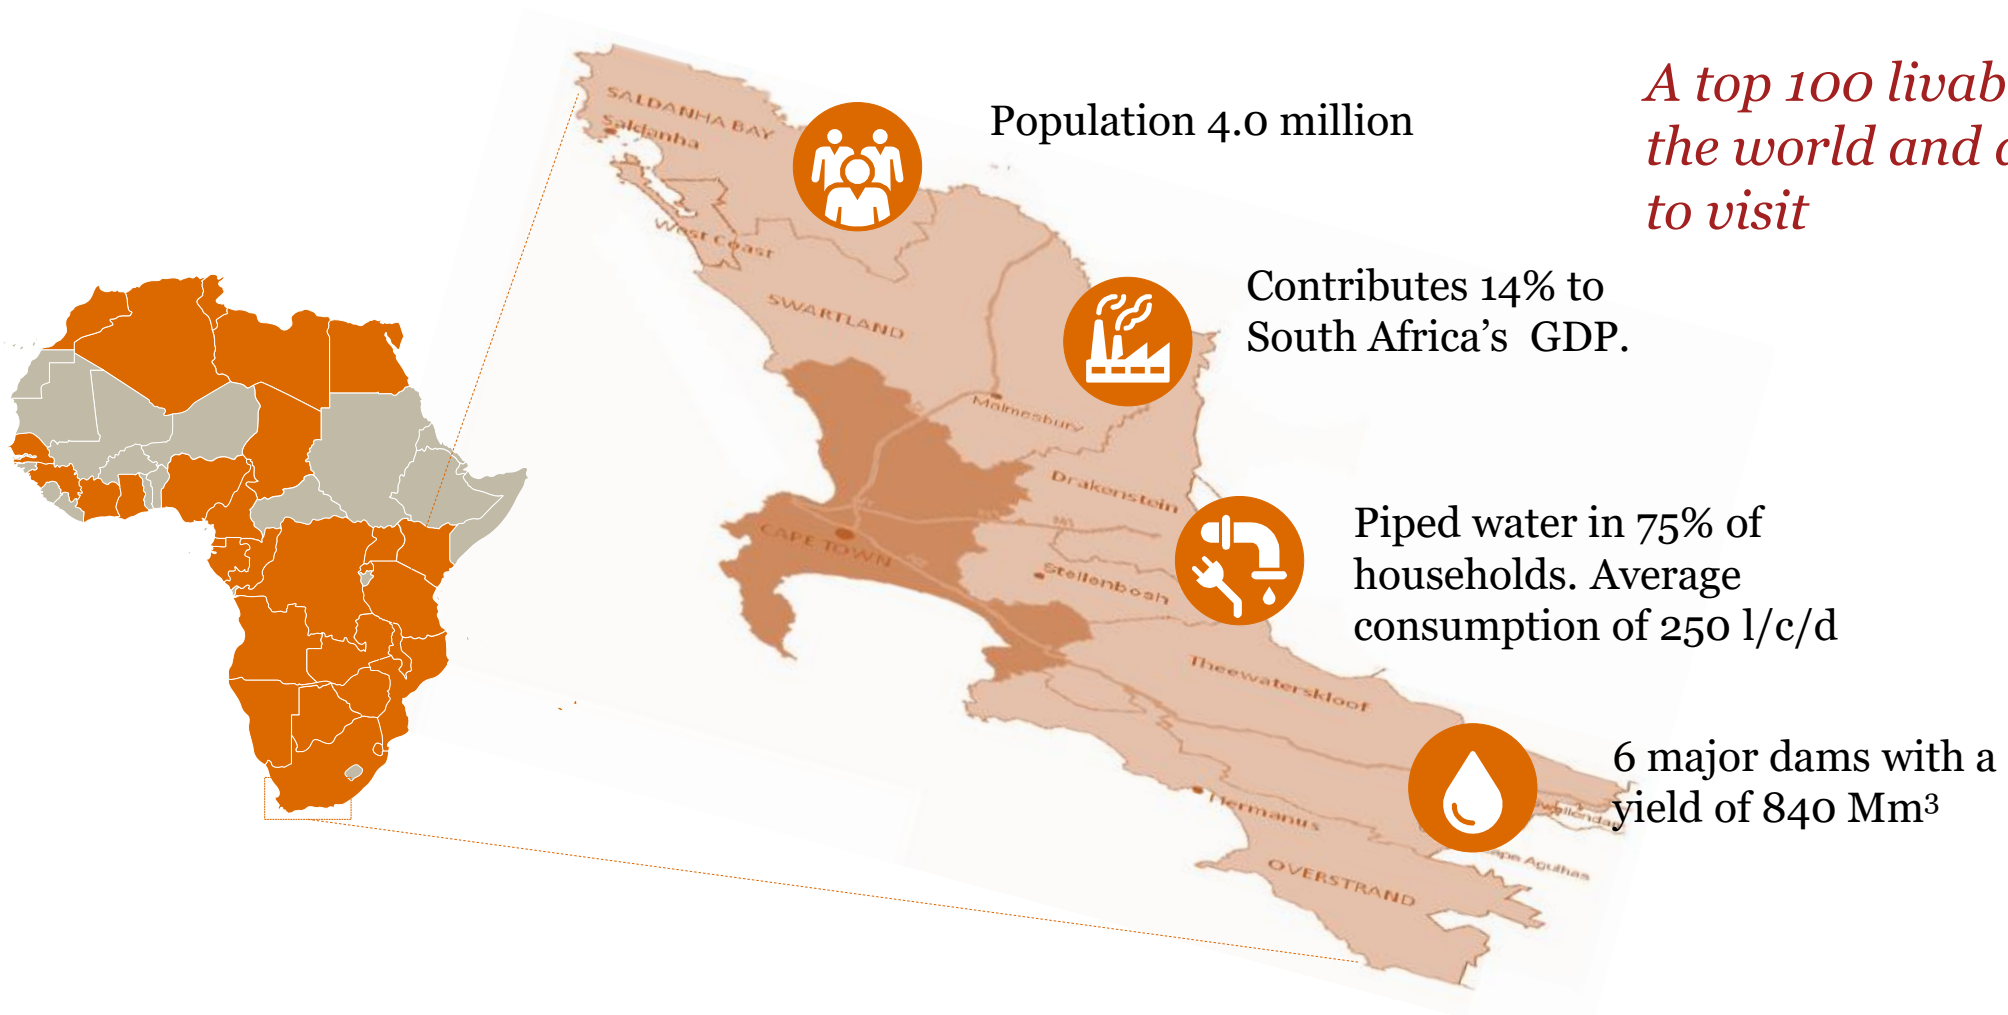 A top 100 livab
the world and
to visit
Population 4.0 million
Contributes 14% to
South Africa's  GDP.
Piped water in 75% of
households. Average
consumption of 250 l/c/d
6 major dams with a
yield of 840 Mm³
SALDANHA BAY
Saldanha
West Coast
SWARTLAND
Malmesbury
Drakenstein
CAPE TOWN
Stellenbosh
Theewaterskloof
Hermanus
OVERSTRAND
Agulhas